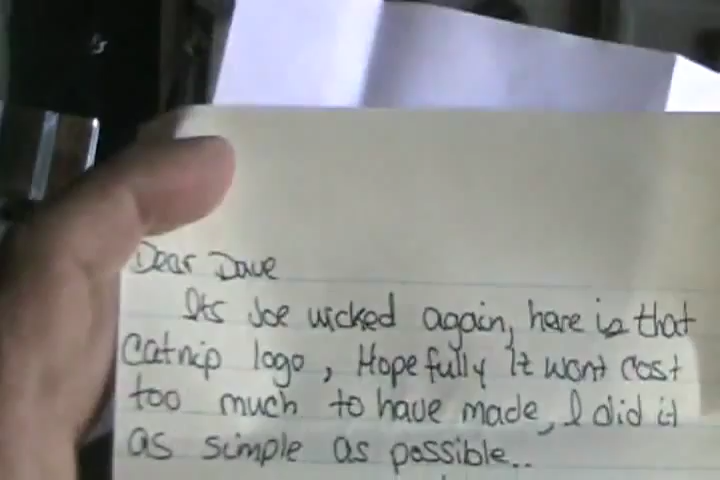 Dear Dave
Its Joe wicked again, here is that
Catnip logo, Hopefully It wont cost
too much to have made, I did it
as simple as possible..